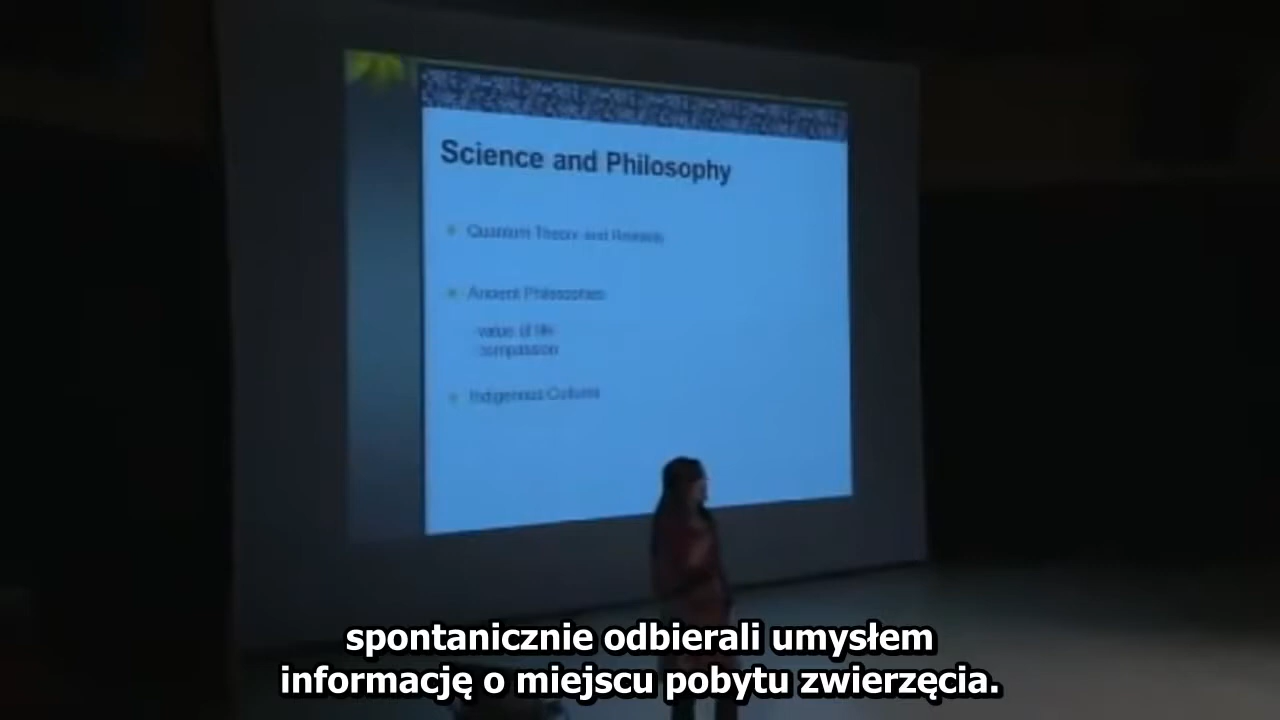 Science and Philosophy
Quantum Theory and Reality
Ancient Philosophies
-value of life
-compassion
Indigenous Cultures
spontanicznie odbierali umysłem
informację o miejscu pobytu zwierzęcia.